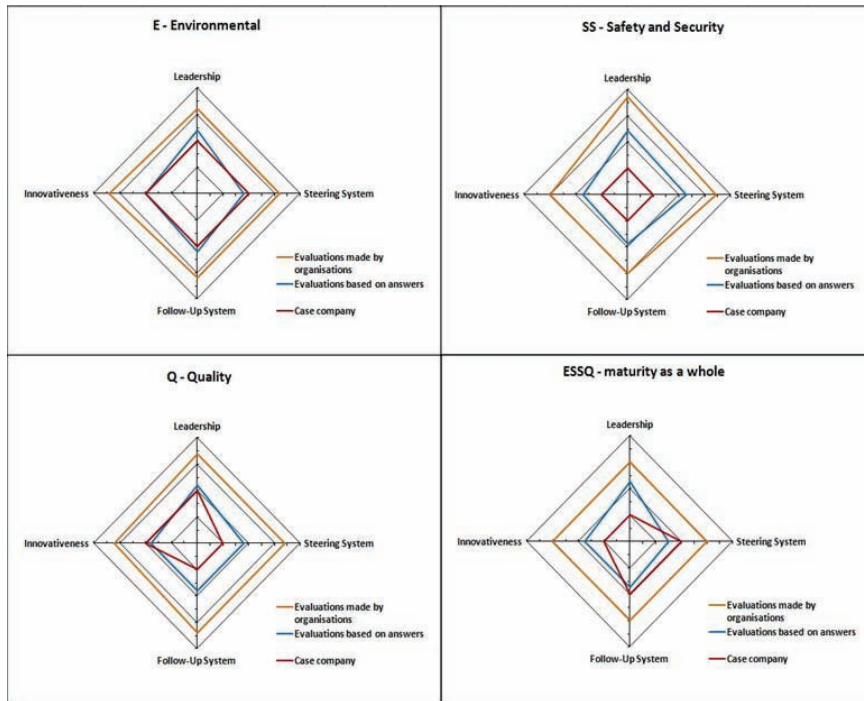 E - Environmental
Leadership
Innovativeness
Steering System
Evaluations made by
organisations
Evaluations based on answers
Case company
Follow-Up System
SS - Safety and Security
Leadership
Innovativeness
Steering System
Evaluations made by
organisations
Evaluations based on answers
Case company
Follow-Up System
Q - Quality
Leadership
Innovativeness
Steering System
Evaluations made by
organisations
Evaluations based on answers
Case company
Follow-Up System
ESSQ - maturity as a whole
Leadership
Innovativeness
Steering System
Evaluations made by
organisations
Evaluations based on answers
Case company
Follow-Up System